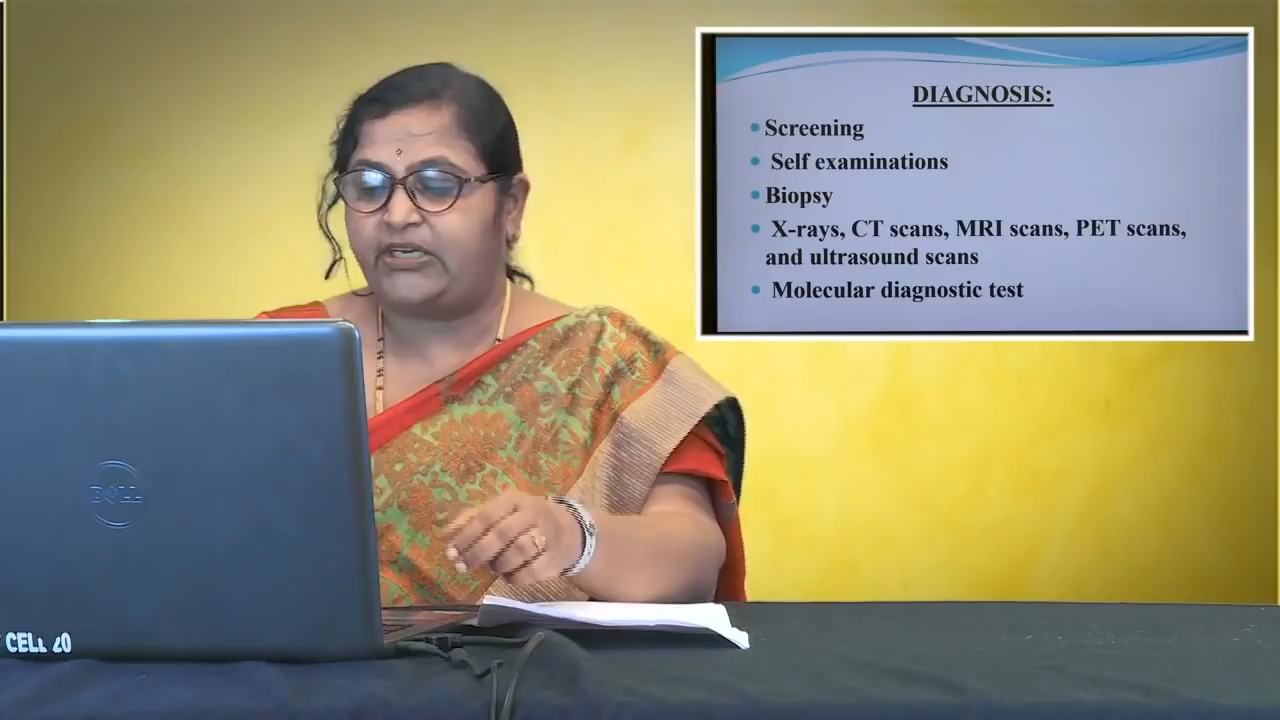 DIAGNOSIS:
• Screening
• Self examinations
• Biopsy
• X-rays, CT scans, MRI scans, PET scans,
and ultrasound scans
• Molecular diagnostic test
DELL
CELL 20